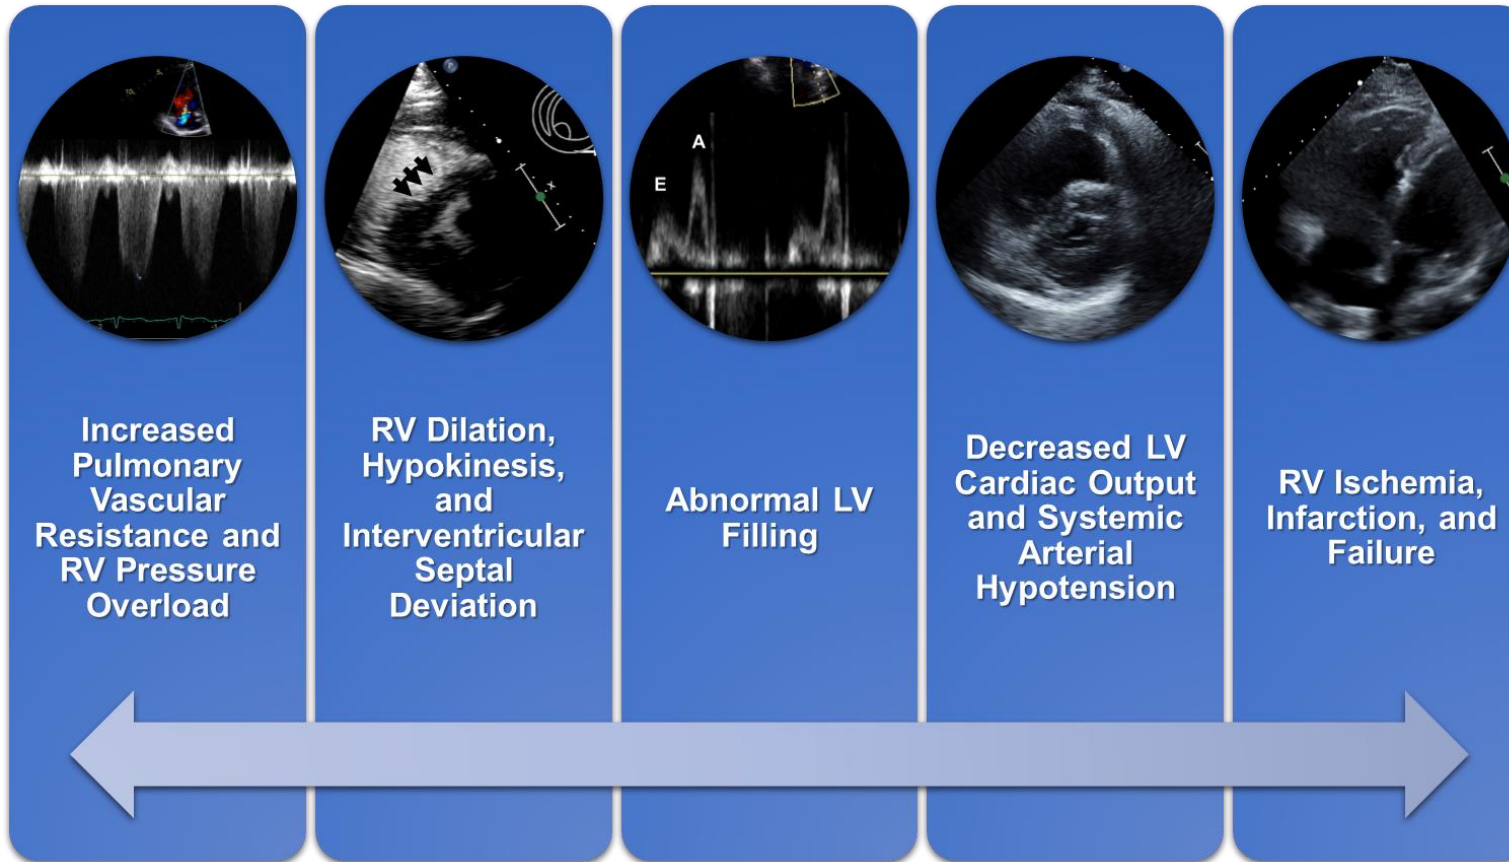 E
A
Increased
Pulmonary
Vascular
Resistance and
RV Pressure
Overload
RV Dilation,
Hypokinesis,
and
Interventricular
Septal
Deviation
Abnormal LV
Filling
Decreased LV
Cardiac Output
and Systemic
Arterial
Hypotension
RV Ischemia,
Infarction, and
Failure